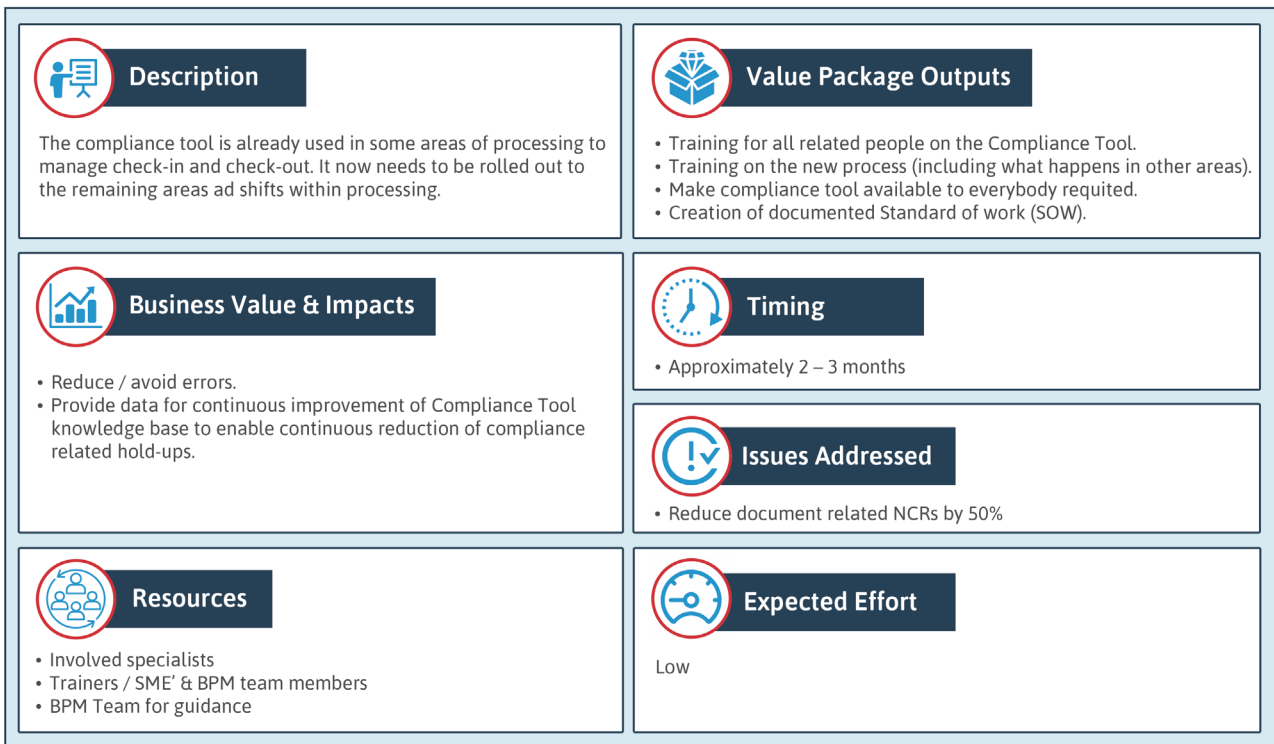 Description
The compliance tool is already used in some areas of processing to
manage check-in and check-out. It now needs to be rolled out to
the remaining areas ad shifts within processing.
Value Package Outputs
• Training for all related people on the Compliance Tool.
• Training on the new process (including what happens in other areas).
• Make compliance tool available to everybody requited.
• Creation of documented Standard of work (SOW).
Business Value & Impacts
• Reduce / avoid errors.
• Provide data for continuous improvement of Compliance Tool
knowledge base to enable continuous reduction of compliance
related hold-ups.
Timing
• Approximately 2 – 3 months
Issues Addressed
• Reduce document related NCRs by 50%
Resources
• Involved specialists
• Trainers / SME’ & BPM team members
• BPM Team for guidance
Expected Effort
Low